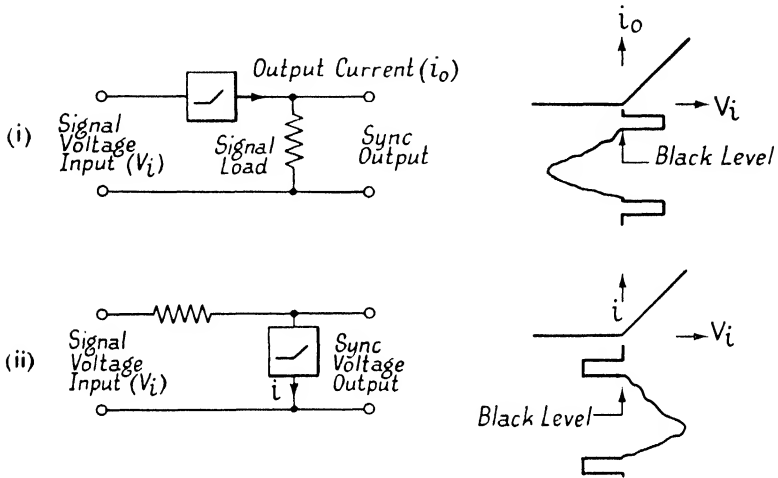 (i)
Signal
Voltage
Input (Vi)
Output Current (io)
Signal
Load
Sync
Output
io
Vi
Black Level
(ii)
Signal
Voltage
Input (Vi)
i
Sync
Voltage
Output
i
Vi
Black Level